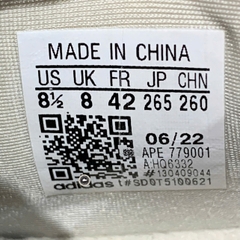 MADE IN CHINA
US UK FR JP CHN
8½ 8 42 265 260
06/22
APE 779001
A:HQ6332
#130409044
adidas t#3D0T5100621